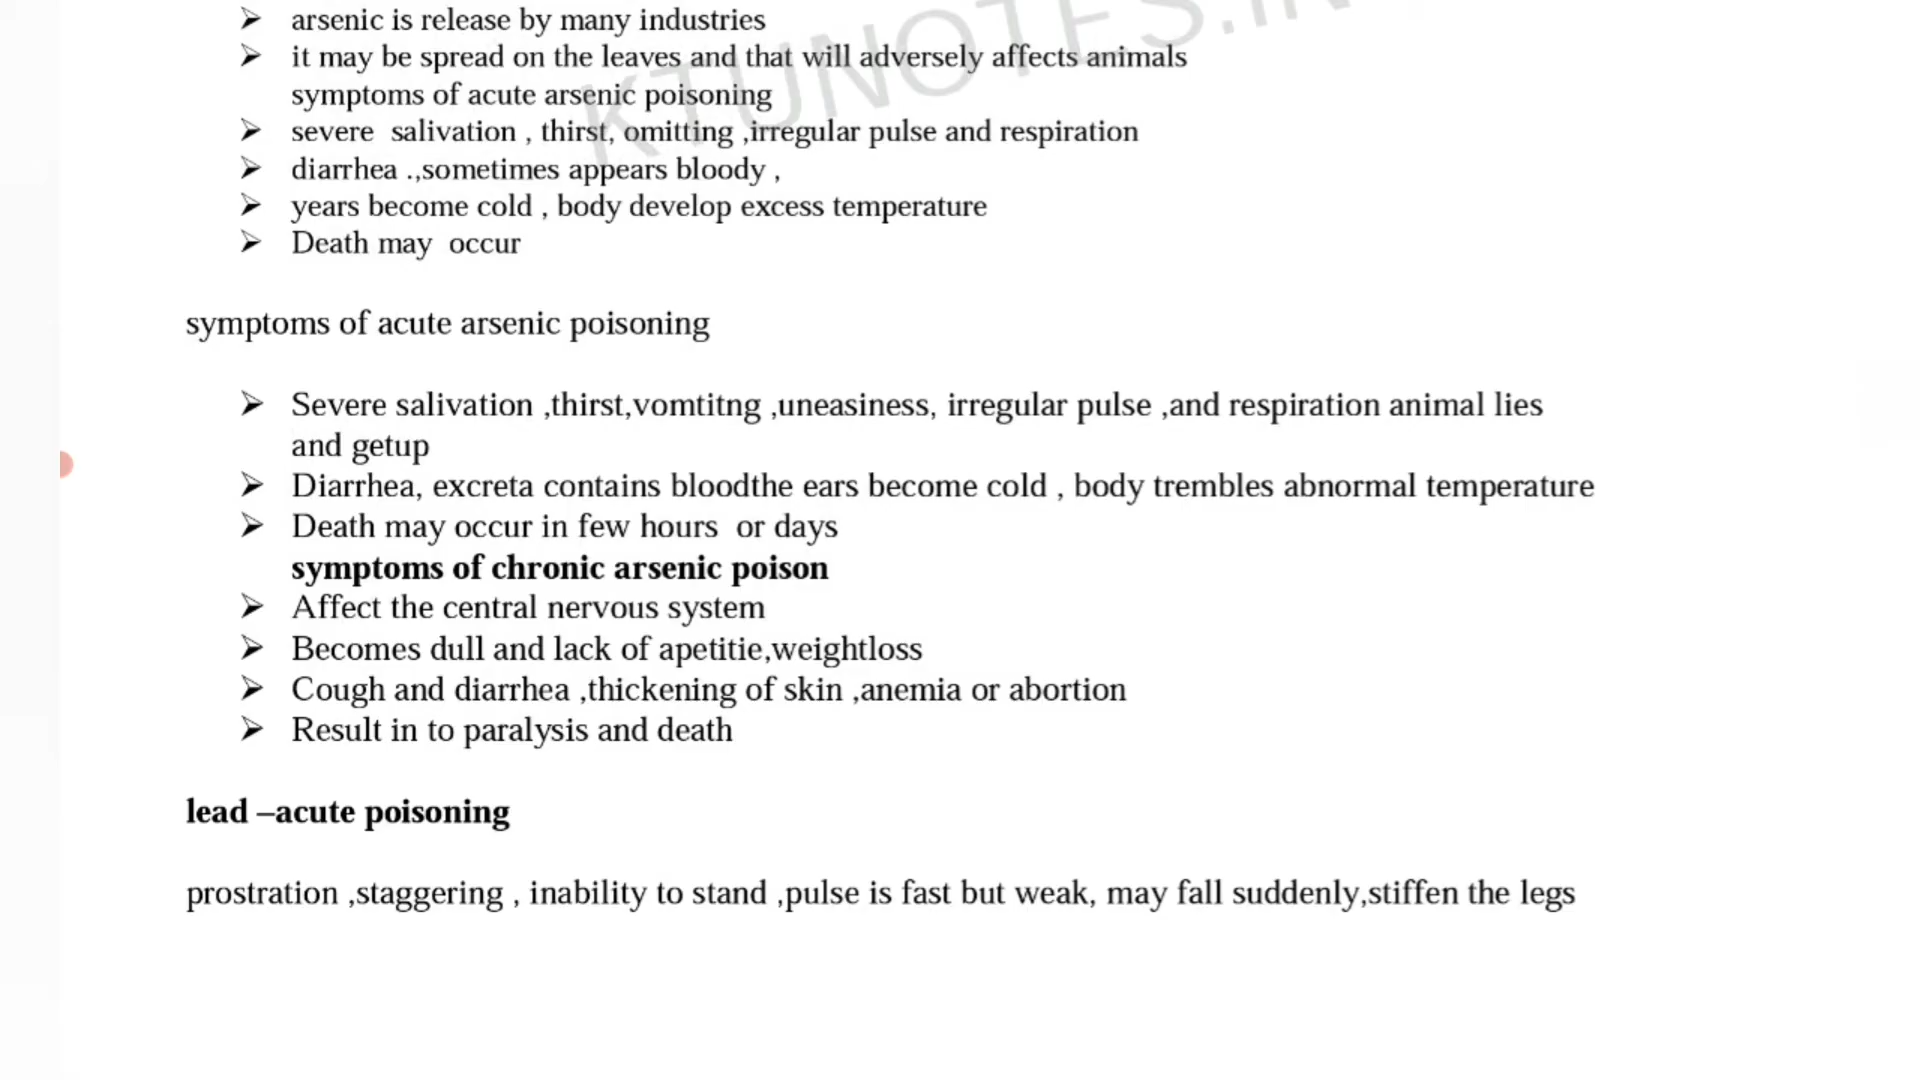 arsenic is release by many industries
it may be spread on the leaves and that will adversely affects animals
symptoms of acute arsenic poisoning
severe  salivation , thirst, omitting ,irregular pulse and respiration
diarrhea .,sometimes appears bloody ,
years become cold , body develop excess temperature
Death may  occur
symptoms of acute arsenic poisoning
Severe salivation ,thirst,vomtitng ,uneasiness, irregular pulse ,and respiration animal lies
and getup
Diarrhea, excreta contains bloodthe ears become cold , body trembles abnormal temperature
Death may occur in few hours  or days
symptoms of chronic arsenic poison
Affect the central nervous system
Becomes dull and lack of apetitie,weightloss
Cough and diarrhea ,thickening of skin ,anemia or abortion
Result in to paralysis and death
lead –acute poisoning
prostration ,staggering , inability to stand ,pulse is fast but weak, may fall suddenly,stiffen the legs
KTUNOTES.IN